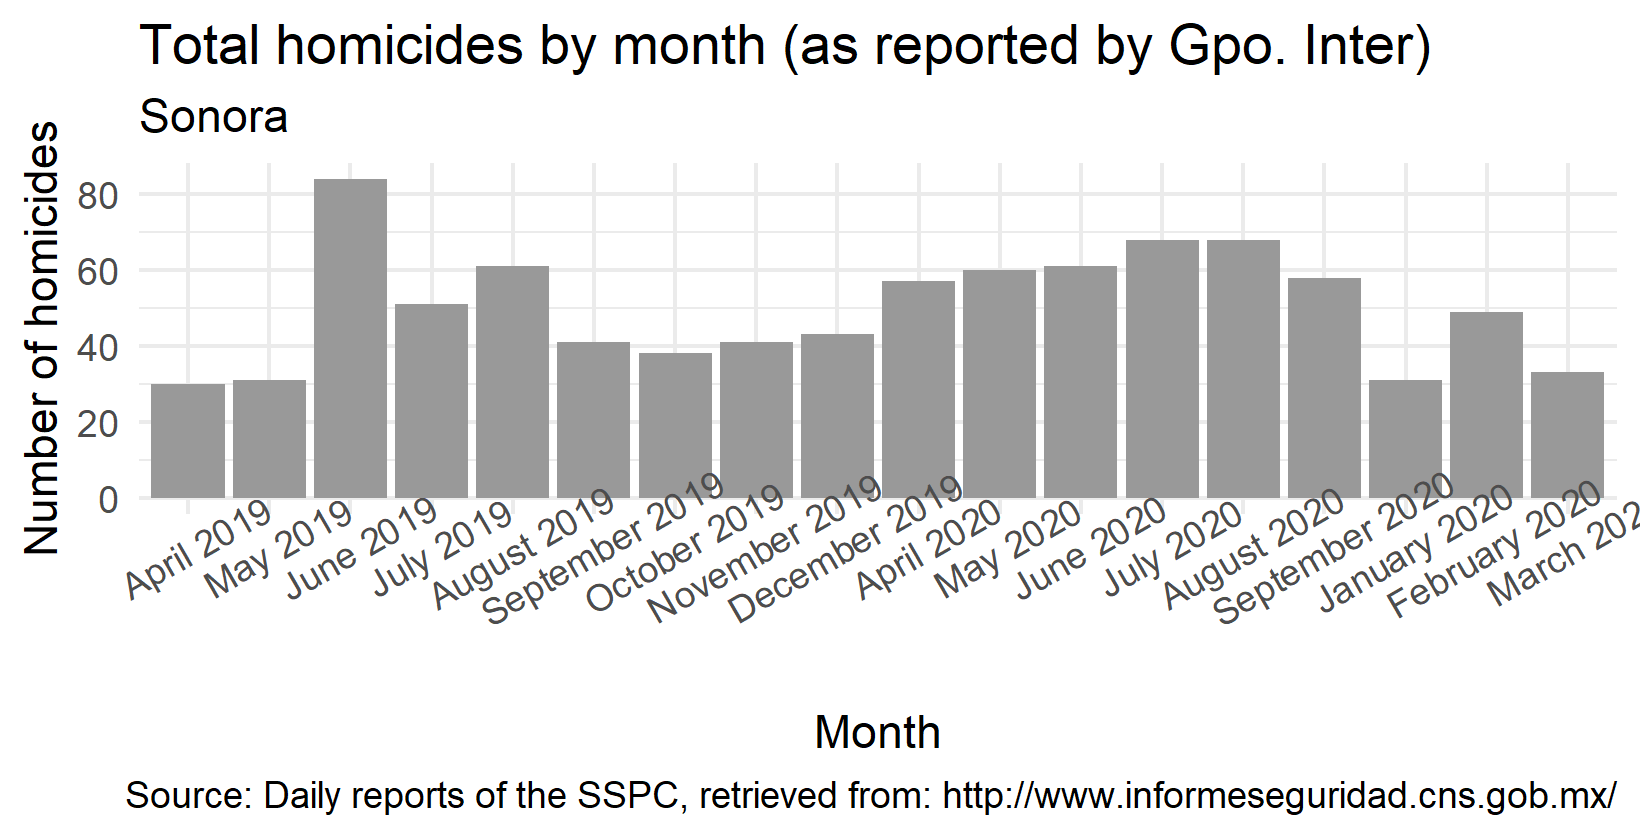 Total homicides by month (as reported by Gpo. Inter)
Sonora
Number of homicides
80
60
40
20
0
April 2019
May 2019
June 2019
July 2019
August 2019
September 2019
October 2019
November 2019
December 2019
April 2020
May 2020
June 2020
July 2020
August 2020
September 2020
January 2020
February 2020
March 202
Month
Source: Daily reports of the SSPC, retrieved from: http://www.informeseguridad.cns.gob.mx/